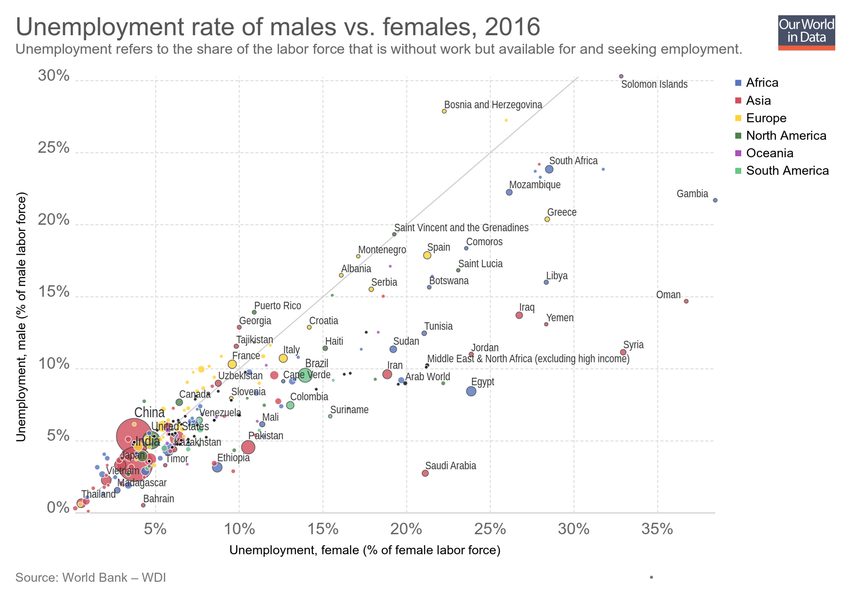 Unemployment rate of males vs. females, 2016
Our World
in Data
Unemployment refers to the share of the labor force that is without work but available for and seeking employment.
30%
25%
20%
15%
10%
5%
0%
Unemployment, male (% of male labor force)
Solomon Islands
Bosnia and Herzegovina
South Africa
Mozambique
Gambia
Greece
Saint Vincent and the Grenadines
Comoros
Spain
Montenegro
Saint Lucia
Albania
Botswana
Libya
Serbia
Oman
Puerto Rico
Iraq
Georgia
Croatia
Yemen
Tunisia
Tajikistan
Haiti
Sudan
Italy
Jordan
Syria
France
Middle East & North Africa (excluding high income)
Brazil
Iran
Uzbekistan
Cape Verde
Arab World
Egypt
Canada
Slovenia
Colombia
China
Venezuela
Suriname
Mali
United States
India
Kazakhstan
Pakistan
Japan
Timor
Ethiopia
Vietnam
Saudi Arabia
Madagascar
Thailand
Bahrain
5%
10%
15%
20%
25%
30%
35%
Unemployment, female (% of female labor force)
Africa
Asia
Europe
North America
Oceania
South America
Source: World Bank – WDI